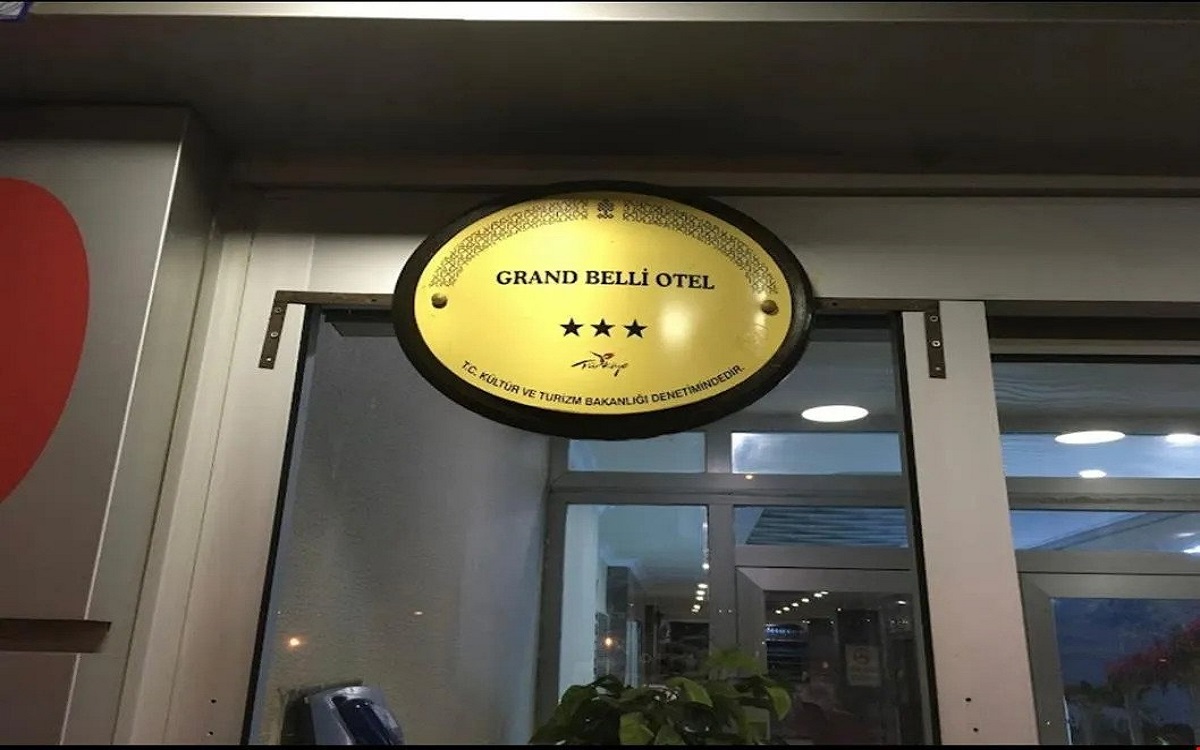 GRAND BELLİ OTEL
★★★
Türkiye
T.C. KÜLTÜR VE TURİZM BAKANLIĞI DENETİMİNDEDİR.